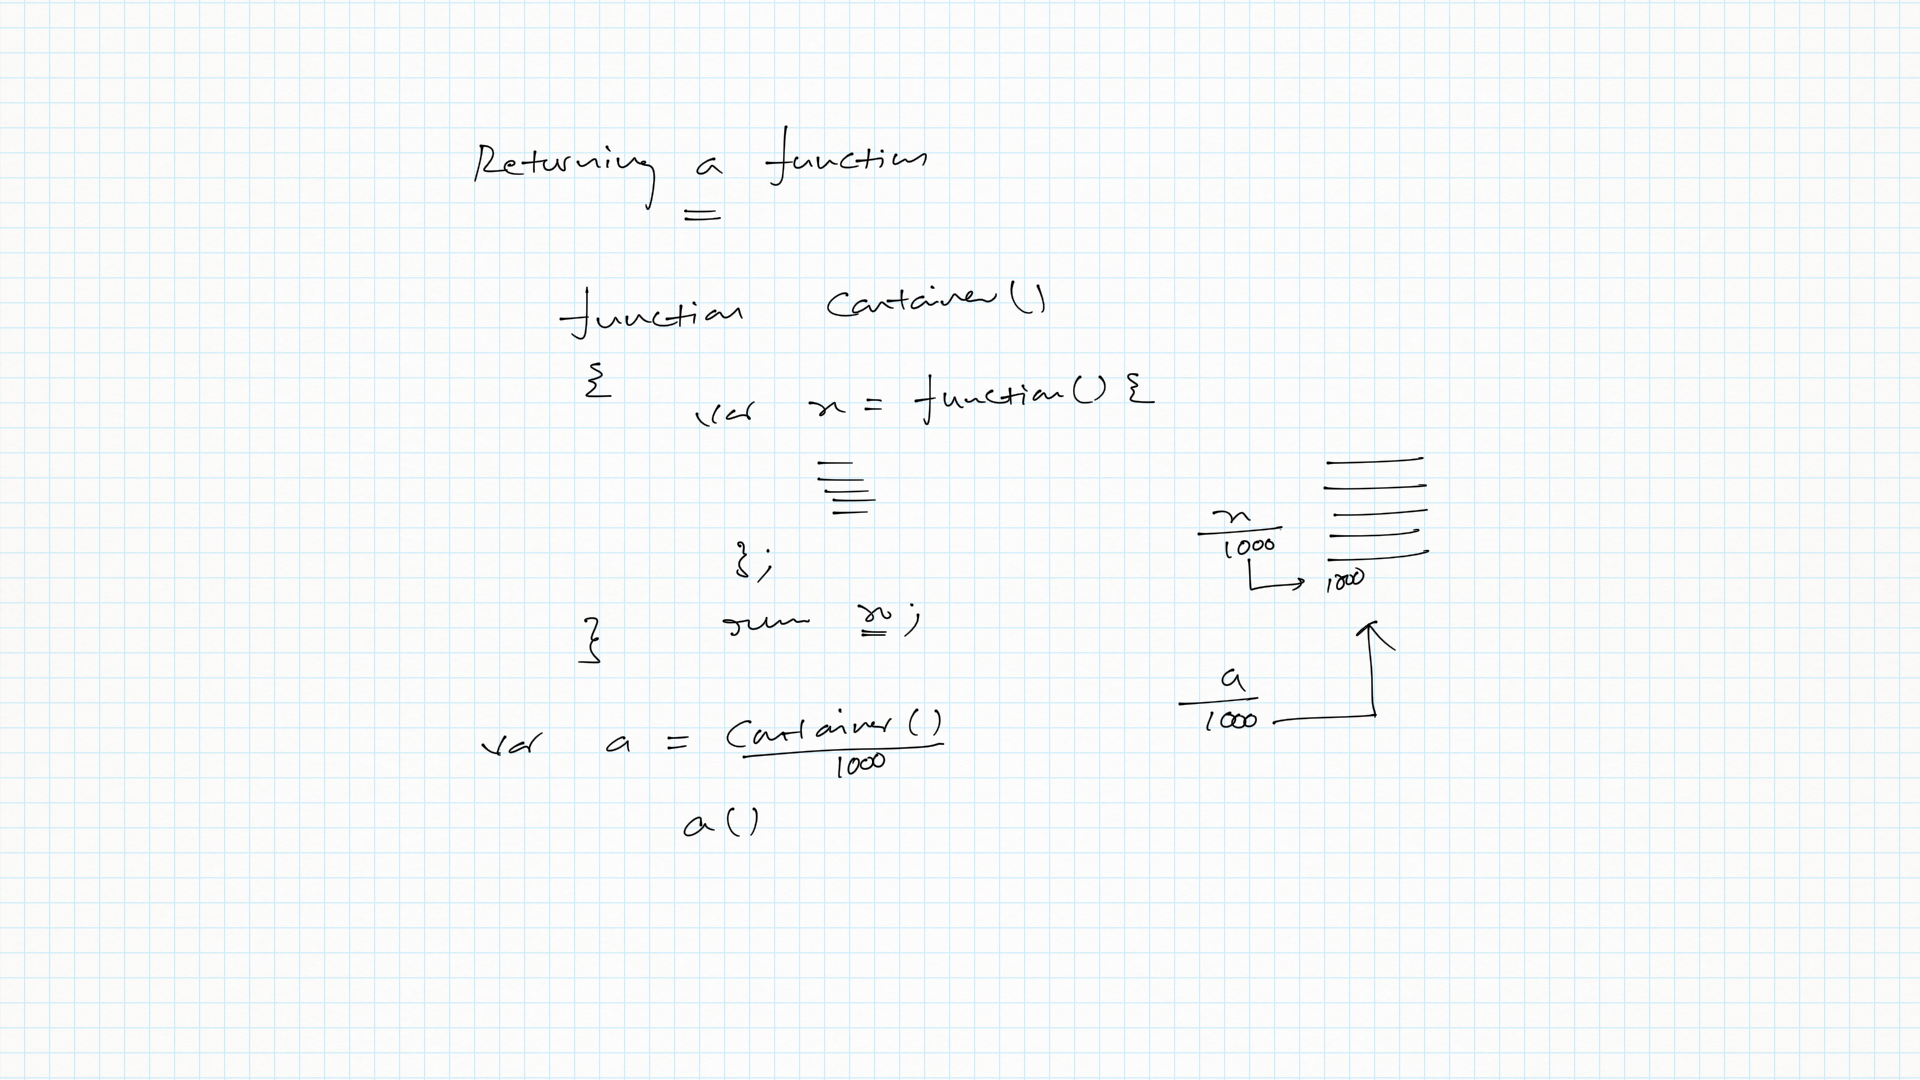 Returning a function
function Container()
{
var x = function() {
};
x
1000
1000
return x;
}
a
1000
var a = Container()
1000
a()